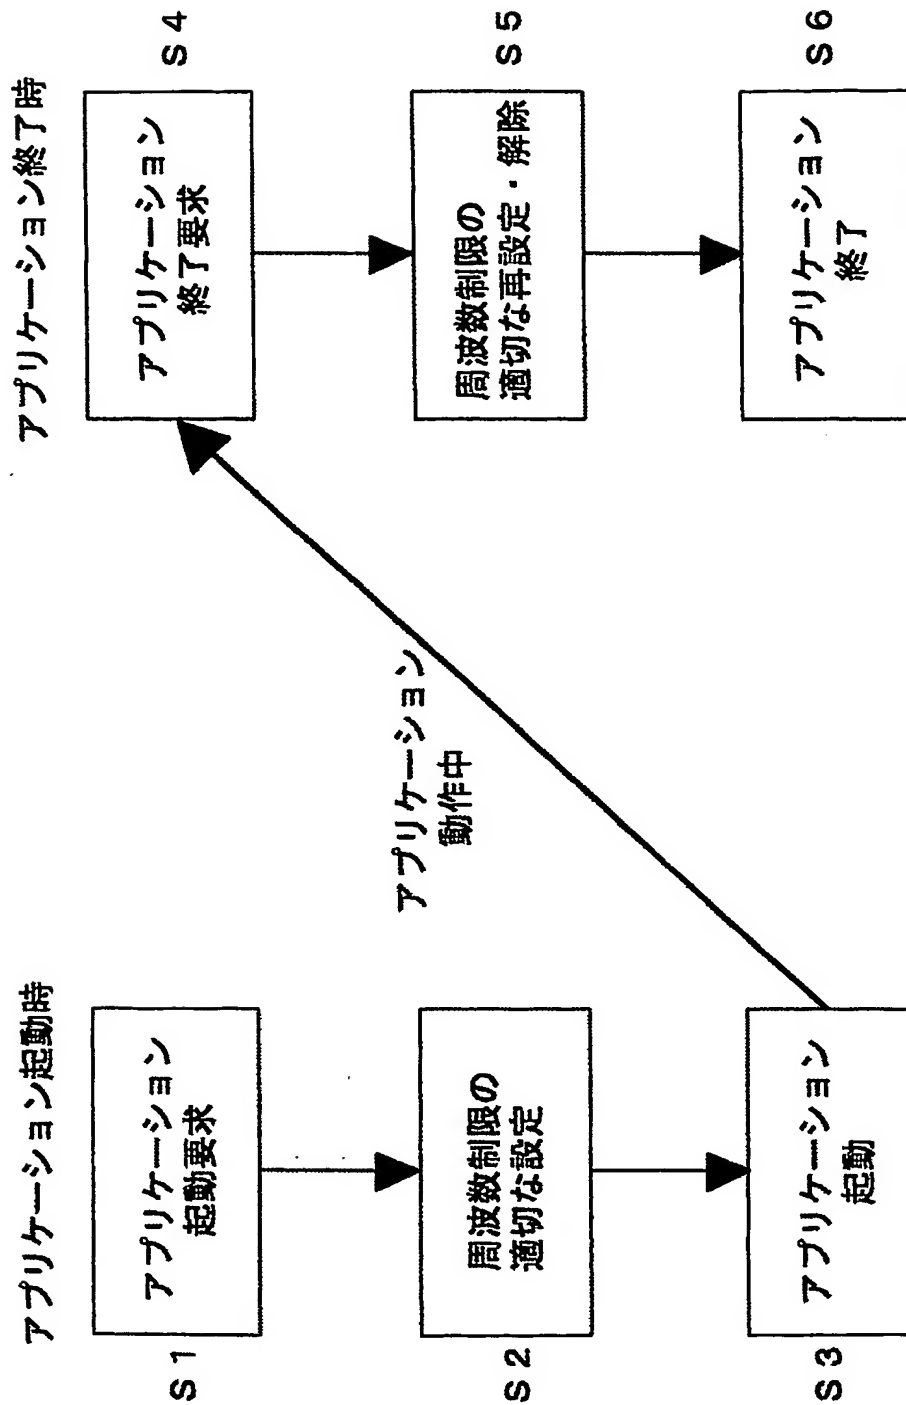 アプリケーション起動時
S1
アプリケーション
起動要求
S2
周波数制限の
適切な設定
S3
アプリケーション
起動
アプリケーション
動作中
アプリケーション終了時
アプリケーション
終了要求
S4
周波数制限の
適切な再設定・解除
S5
アプリケーション
終了
S6